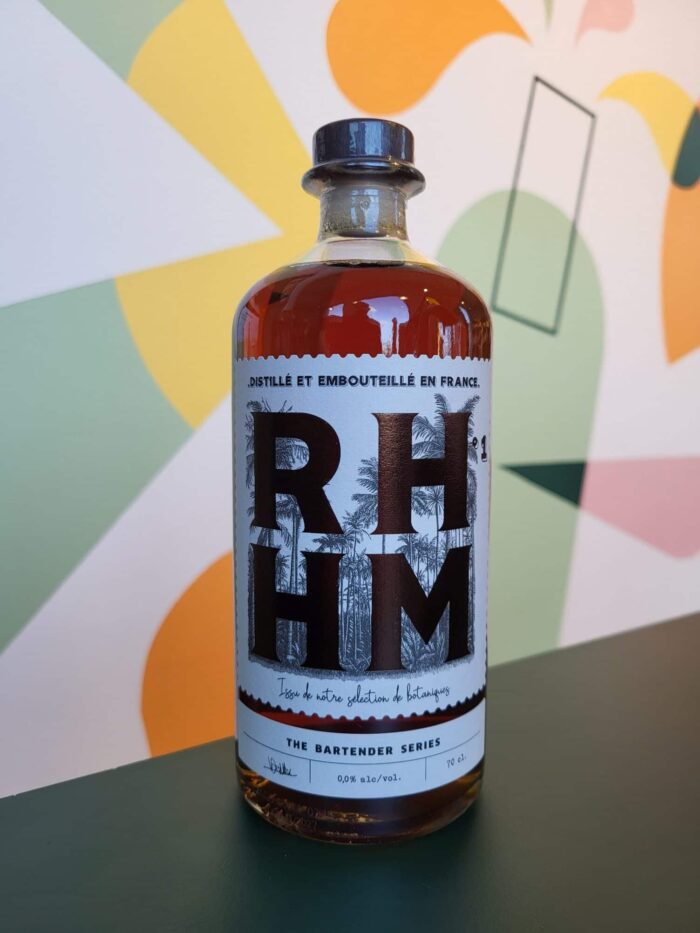 .DISTILLÉ ET EMBOUTEILLÉ EN FRANCE.
RH
HM
°1
Issu de notre sélection de botaniques
THE BARTENDER SERIES
0,0% alc/vol.
70 cl.